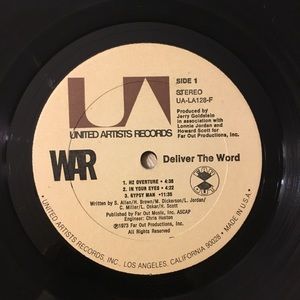 SIDE 1
STEREO
UA-LA128-F
Produced by
Jerry Goldstein
in association with
Lonnie Jordan and
Howard Scott for
Far Out Productions, Inc.
UA
UNITED ARTISTS RECORDS
WAR
Deliver The Word
1. H2 OVERTURE • 4:38
2. IN YOUR EYES • 4:22
3. GYPSY MAN •11:35
Written by S. Allen/H. Brown/M. Dickerson/L. Jordan/
C. Miller/L. Oskar/H. Scott
Published by Far Out Music, Inc. ASCAP
Engineer: Chris Huston
℗1973 Far Out Productions, Inc.
All Rights Reserved
• UNITED ARTISTS RECORDS, INC. LOS ANGELES, CALIFORNIA 90028 • MADE IN U.S.A. •